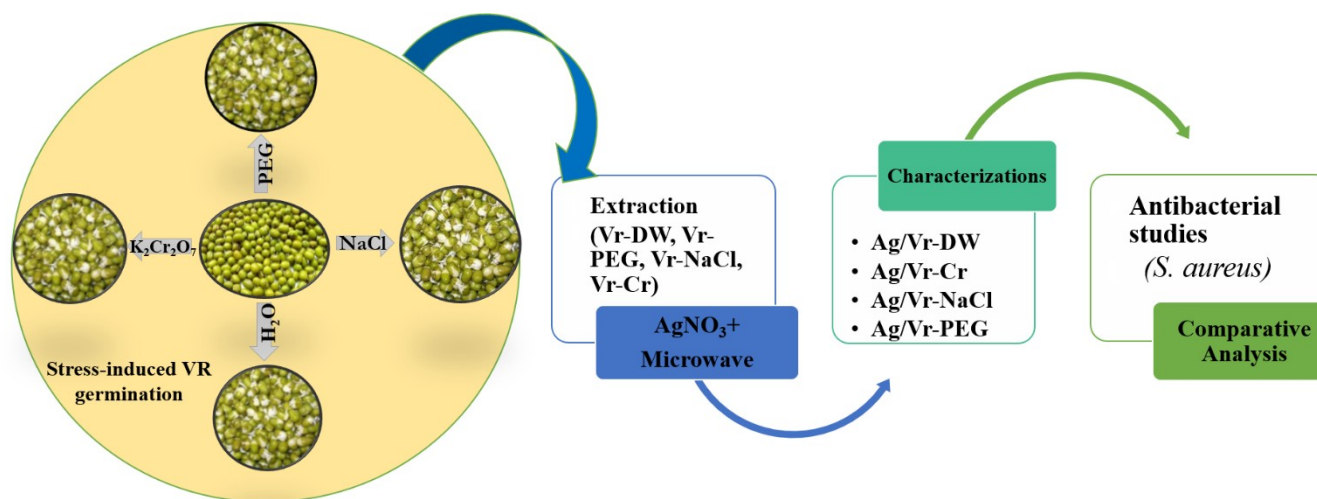 PEG
K₂Cr₂O₇
NaCl
H₂O
Stress-induced VR
germination
Extraction
(Vr-DW, Vr-
PEG, Vr-NaCl,
Vr-Cr)
AgNO₃+
Microwave
Characterizations
• Ag/Vr-DW
• Ag/Vr-Cr
• Ag/Vr-NaCl
• Ag/Vr-PEG
Antibacterial
studies
(S. aureus)
Comparative
Analysis